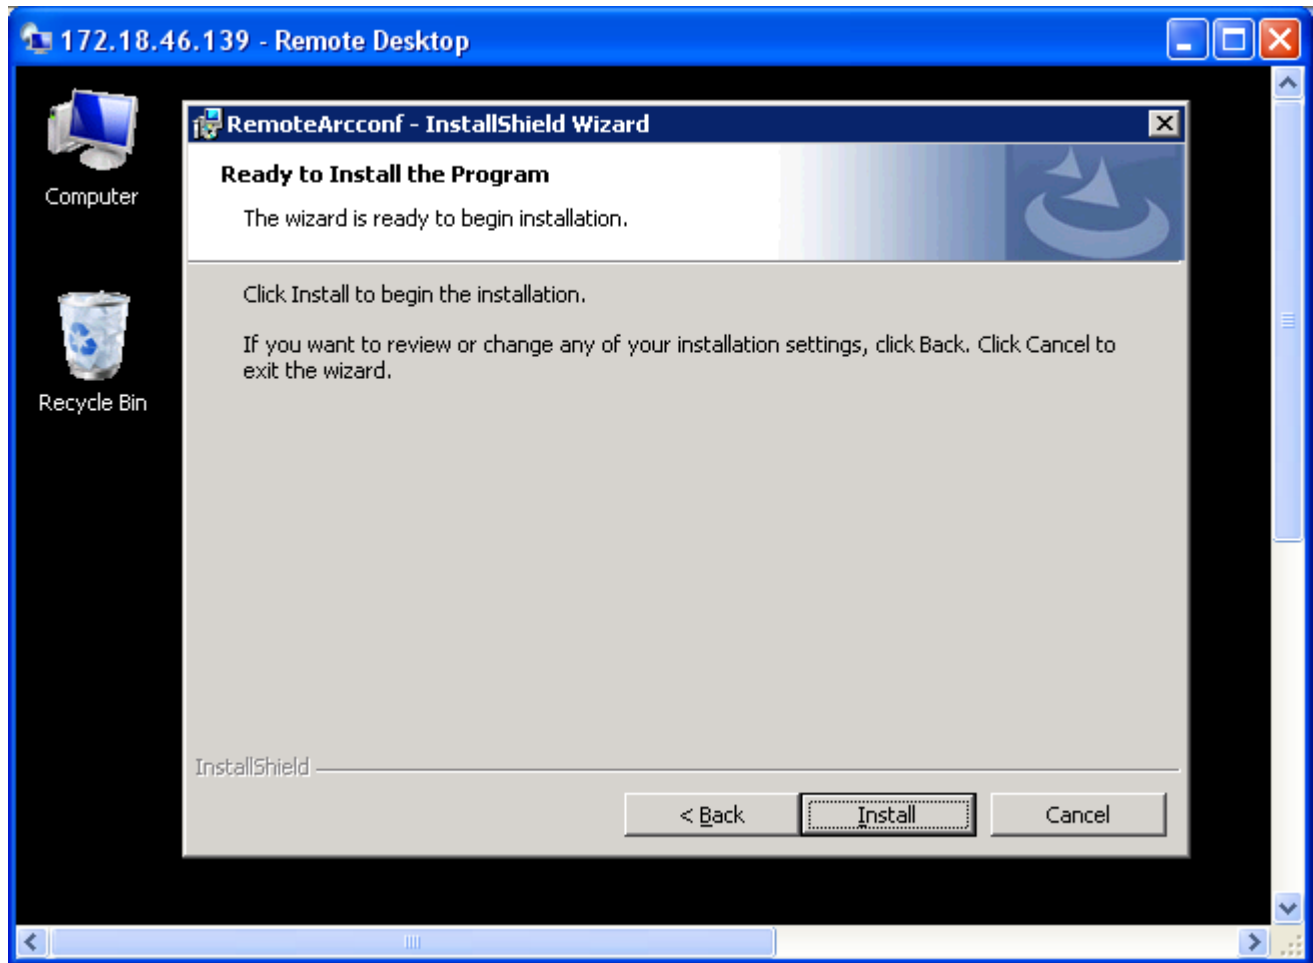 172.18.46.139 - Remote Desktop
Computer
Recycle Bin
RemoteArcconf - InstallShield Wizard
Ready to Install the Program
The wizard is ready to begin installation.
Click Install to begin the installation.
If you want to review or change any of your installation settings, click Back. Click Cancel to
exit the wizard.
InstallShield
< Back
Install
Cancel